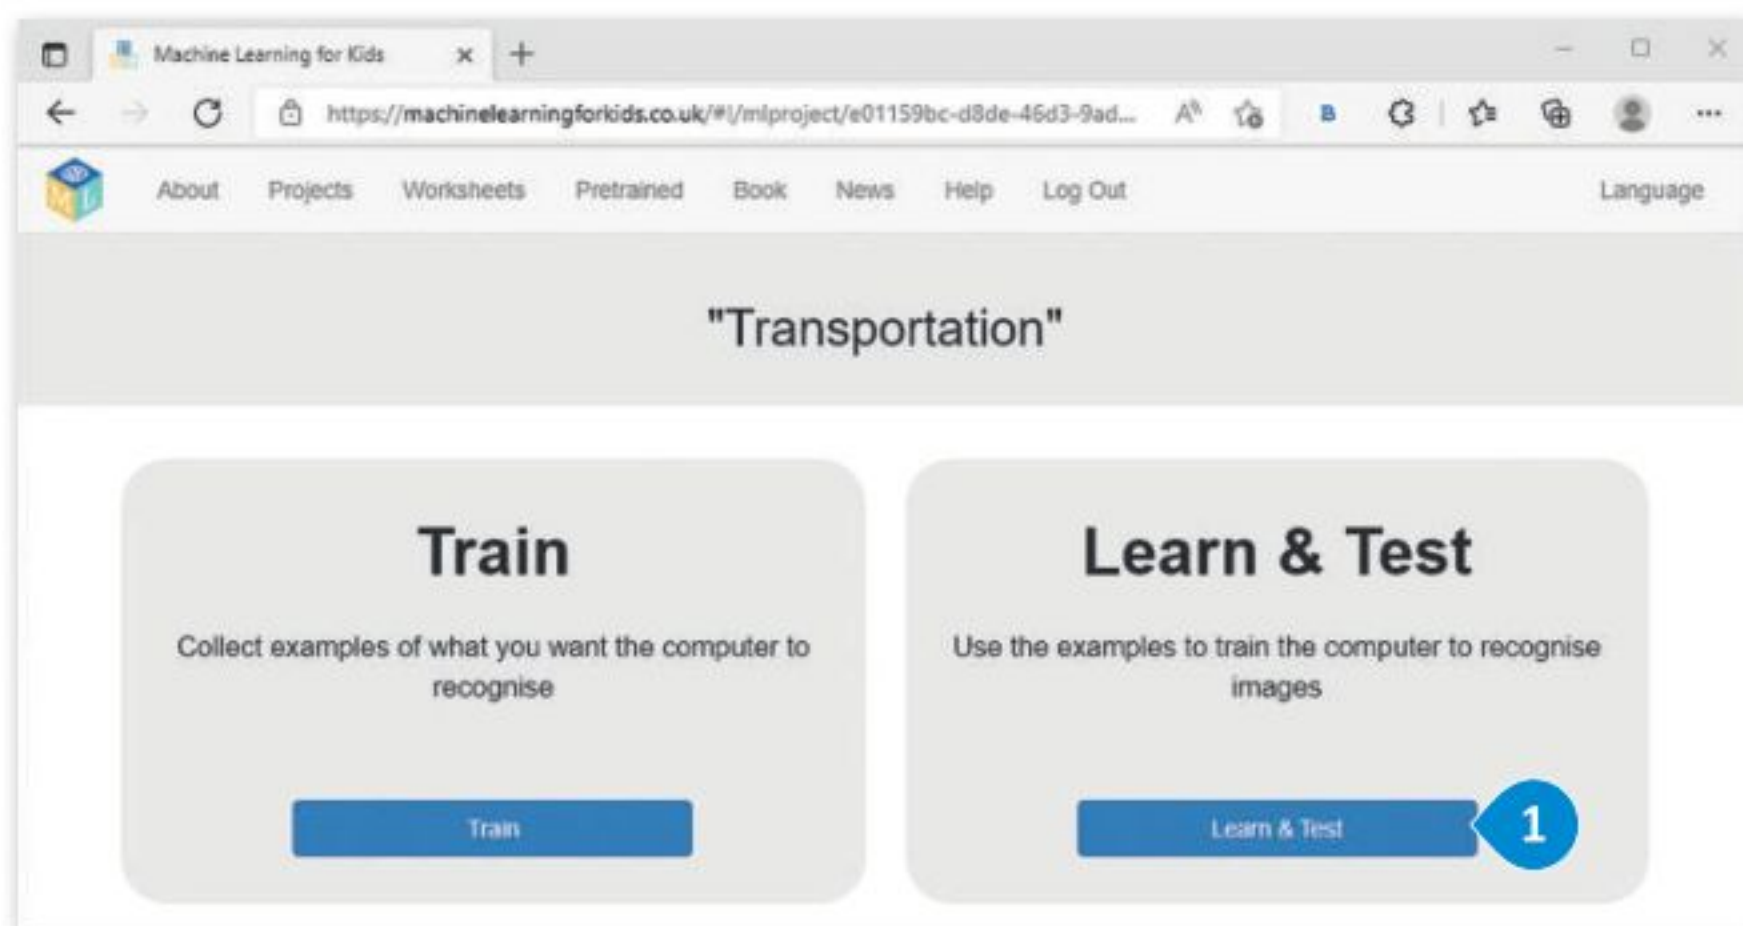 Machine Learning for Kids
https://machinelearningforkids.co.uk/#!/mlproject/e01159bc-d8de-46d3-9ad...
About Projects Worksheets Pretrained Book News Help Log Out Language
"Transportation"
Train
Collect examples of what you want the computer to
recognise
Train
Learn & Test
Use the examples to train the computer to recognise
images
Learn & Test
1